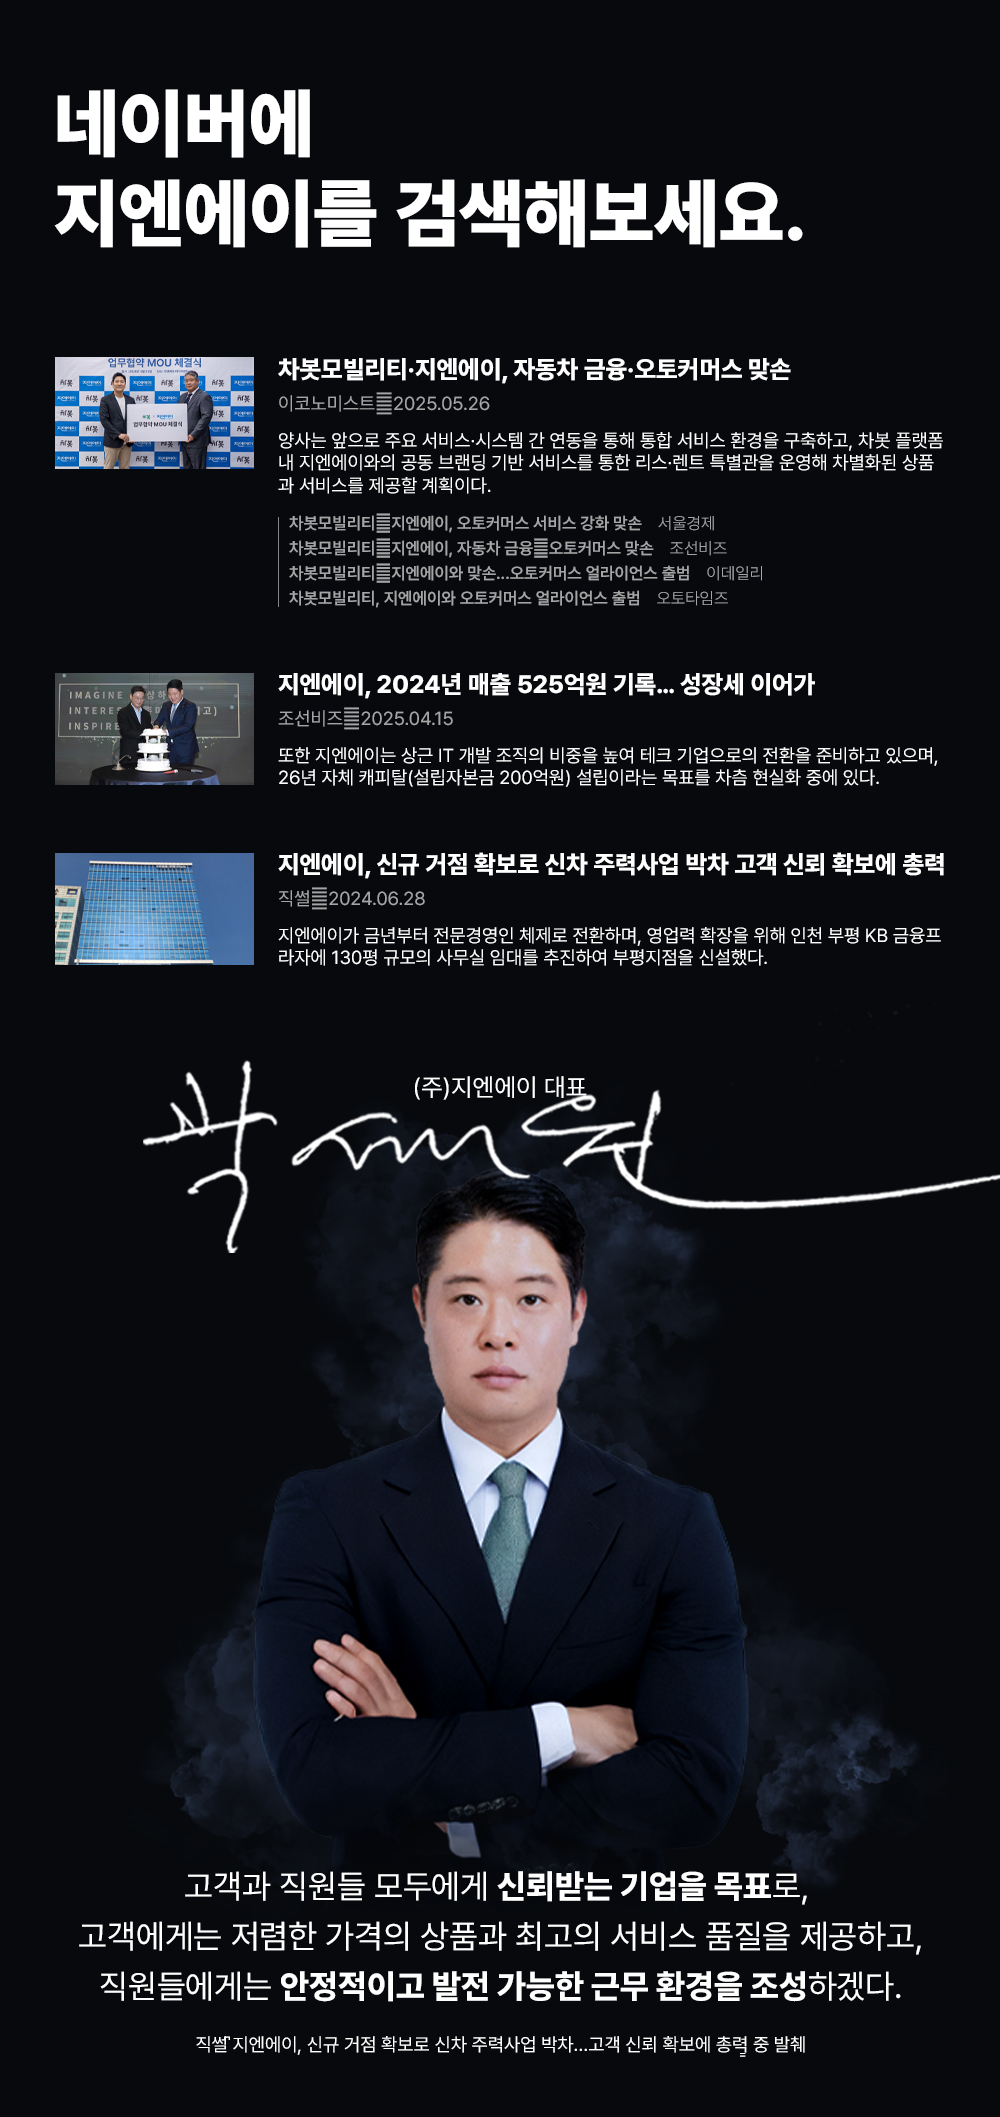 네이버에
지엔에이를 검색해보세요.
업무협약 MOU 체결식
업무협약 MOU 체결식
차봇모빌리티·지엔에이, 자동차 금융·오토커머스 맞손
이코노미스트▤2025.05.26
양사는 앞으로 주요 서비스·시스템 간 연동을 통해 통합 서비스 환경을 구축하고, 차봇 플랫폼
내 지엔에이와의 공동 브랜딩 기반 서비스를 통한 리스·렌트 특별관을 운영해 차별화된 상품
과 서비스를 제공할 계획이다.
차봇모빌리티▤지엔에이, 오토커머스 서비스 강화 맞손 서울경제
차봇모빌리티▤지엔에이, 자동차 금융▤오토커머스 맞손 조선비즈
차봇모빌리티▤지엔에이와 맞손...오토커머스 얼라이언스 출범 이데일리
차봇모빌리티, 지엔에이와 오토커머스 얼라이언스 출범 오토타임즈
IMAGINE
INTERES
INSPIRE
지엔에이, 2024년 매출 525억원 기록... 성장세 이어가
조선비즈▤2025.04.15
또한 지엔에이는 상근 IT 개발 조직의 비중을 높여 테크 기업으로의 전환을 준비하고 있으며,
26년 자체 캐피탈(설립자본금 200억원) 설립이라는 목표를 차츰 현실화 중에 있다.
지엔에이, 신규 거점 확보로 신차 주력사업 박차 고객 신뢰 확보에 총력
직썰▤2024.06.28
지엔에이가 금년부터 전문경영인 체제로 전환하며, 영업력 확장을 위해 인천 부평 KB 금융프
라자에 130평 규모의 사무실 임대를 추진하여 부평지점을 신설했다.
(주)지엔에이 대표
곽재원
고객과 직원들 모두에게 신뢰받는 기업을 목표로,
고객에게는 저렴한 가격의 상품과 최고의 서비스 품질을 제공하고,
직원들에게는 안정적이고 발전 가능한 근무 환경을 조성하겠다.
직썰 ｢지엔에이, 신규 거점 확보로 신차 주력사업 박차...고객 신뢰 확보에 총력｣ 중 발췌